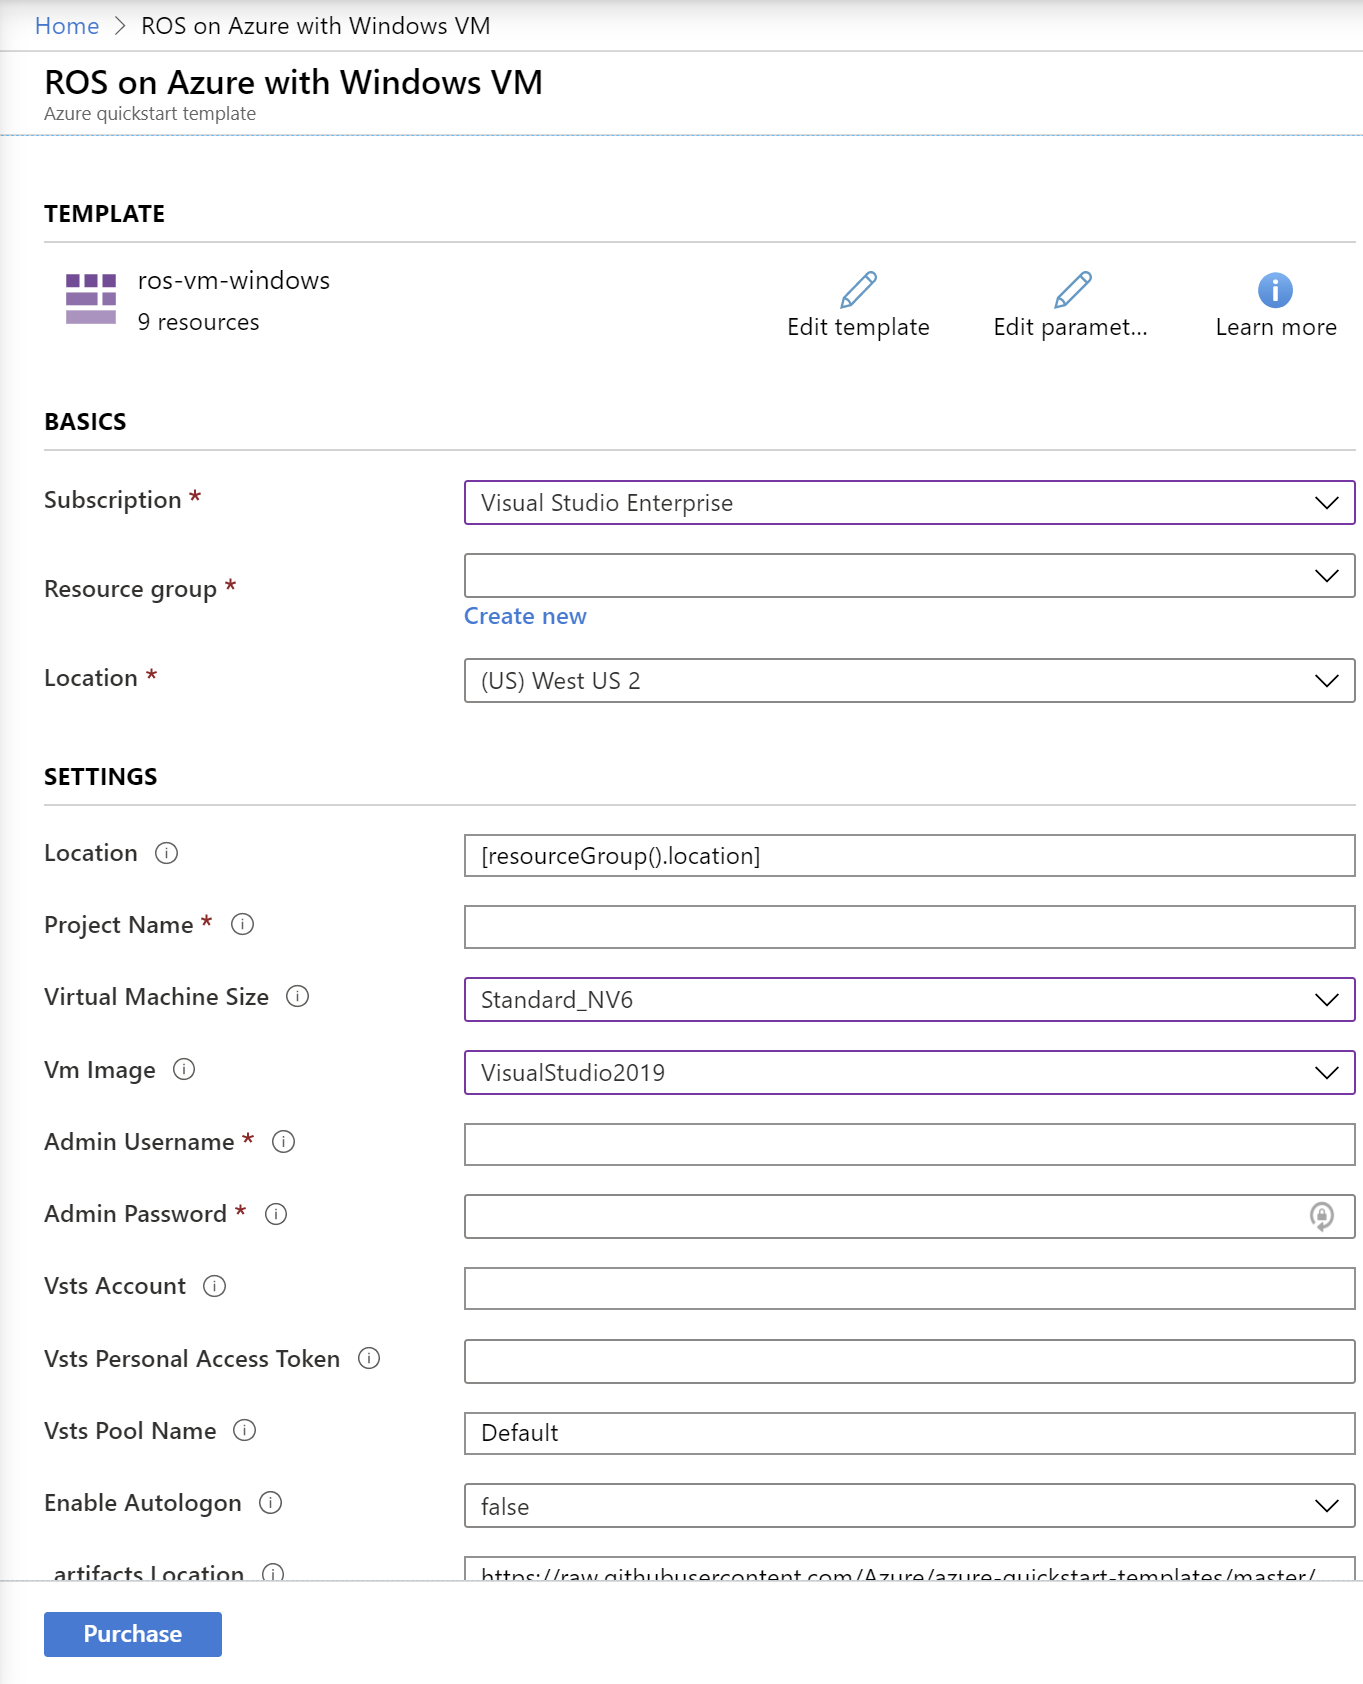 Home > ROS on Azure with Windows VM
ROS on Azure with Windows VM
Azure quickstart template
TEMPLATE
ros-vm-windows
9 resources
Edit template
Edit paramet...
Learn more
BASICS
Subscription *
Visual Studio Enterprise
Resource group *
Create new
Location *
(US) West US 2
SETTINGS
Location
[resourceGroup().location]
Project Name *
Virtual Machine Size
Standard_NV6
Vm Image
VisualStudio2019
Admin Username *
Admin Password *
Vsts Account
Vsts Personal Access Token
Vsts Pool Name
Default
Enable Autologon
false
_artifacts Location
https://raw.githubusercontent.com/Azure/azure-quickstart-templates/master/
Purchase